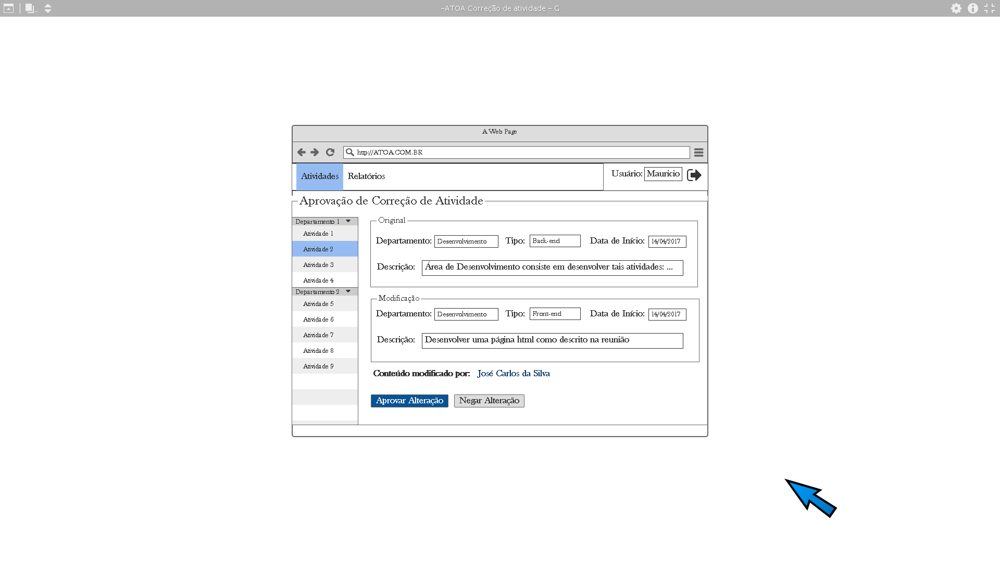 -ATOA Correção de atividade - G
A Web Page
http://ATOA.COM.BR
Atividades Relatórios Usuário: Mauricio
Aprovação de Correção de Atividade
Departamento 1
Atividade 1
Atividade 2
Atividade 3
Atividade 4
Departamento 2
Atividade 5
Atividade 6
Atividade 7
Atividade 8
Atividade 9
Original
Departamento: Desenvolvimento Tipo: Back-end Data de Início: 14/04/2017
Descrição: Área de Desenvolvimento consiste em desenvolver tais atividades: ...
Modificação
Departamento: Desenvolvimento Tipo: Front-end Data de Início: 14/04/2017
Descrição: Desenvolver uma página html como descrito na reunião
Conteúdo modificado por: José Carlos da Silva
Aprovar Alteração Negar Alteração